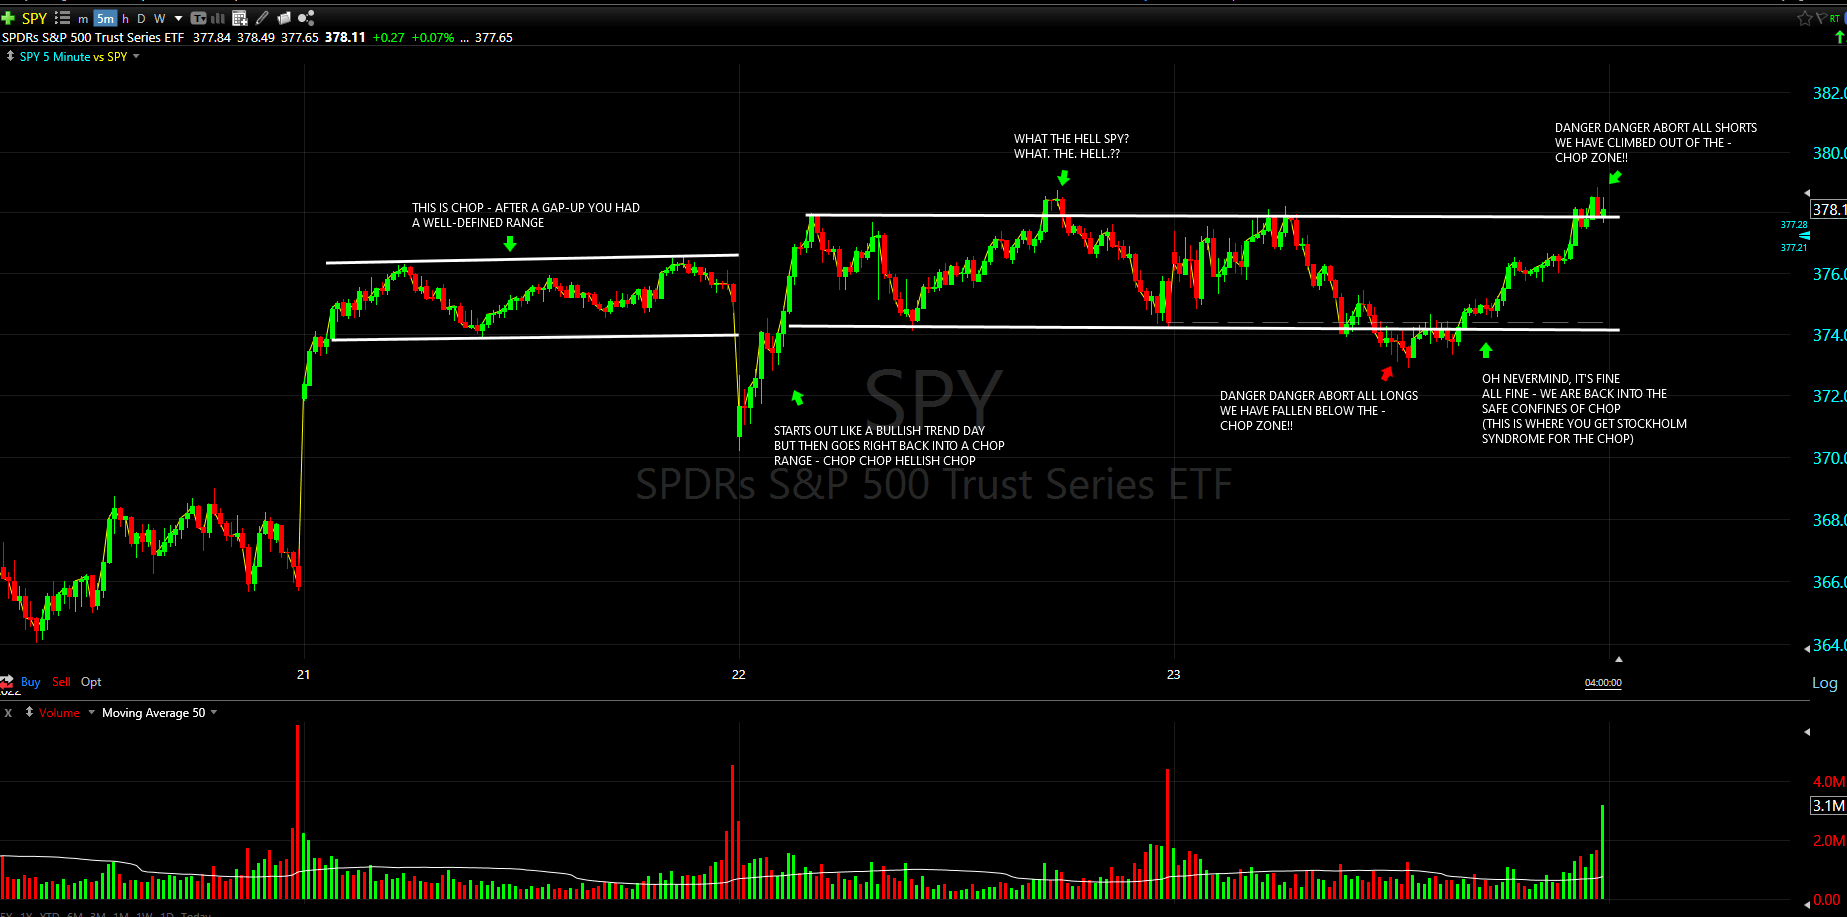 SPY m 5m h D W
RT
SPDRs S&P 500 Trust Series ETF 377.84 378.49 377.65 378.11 +0.27 +0.07% ... 377.65
SPY 5 Minute vs SPY
382.0
DANGER DANGER ABORT ALL SHORTS
WE HAVE CLIMBED OUT OF THE -
CHOP ZONE!!
WHAT THE HELL SPY?
WHAT. THE. HELL.??
380.0
THIS IS CHOP - AFTER A GAP-UP YOU HAD
A WELL-DEFINED RANGE
378.1
377.28
377.21
376.0
374.0
372.0
DANGER DANGER ABORT ALL LONGS
WE HAVE FALLEN BELOW THE -
CHOP ZONE!!
OH NEVERMIND, IT'S FINE
ALL FINE - WE ARE BACK INTO THE
SAFE CONFINES OF CHOP
(THIS IS WHERE YOU GET STOCKHOLM
SYNDROME FOR THE CHOP)
SPY
STARTS OUT LIKE A BULLISH TREND DAY
BUT THEN GOES RIGHT BACK INTO A CHOP
RANGE - CHOP CHOP HELLISH CHOP
370.0
SPDRs S&P 500 Trust Series ETF
368.0
366.0
364.0
21 22 23
Buy Sell Opt
04:00:00
Log
X Volume Moving Average 50
4.0M
3.1M
2.0M
0.00